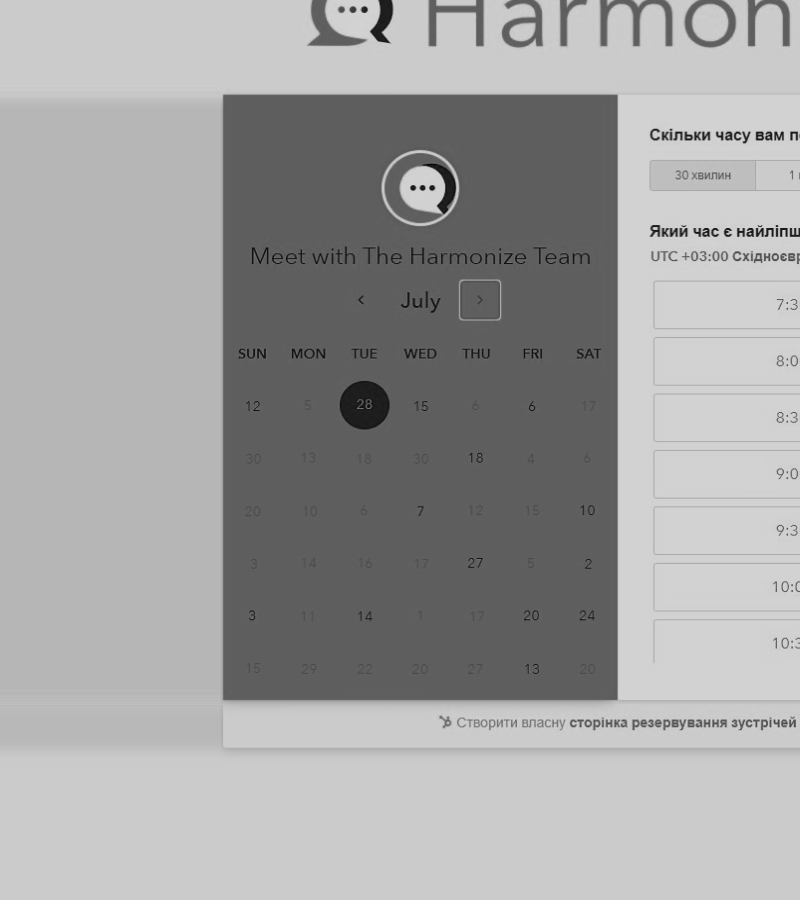 Harmon
Скільки часу вам п
30 хвилин 1
Meet with The Harmonize Team
Який час є найліпш
UTC +03:00 Східноєвр
July
SUN MON TUE WED THU FRI SAT
7:3
8:0
12 5 28 15 6 6 17
8:3
30 13 18 30 18 4 6
9:0
20 10 6 7 12 15 10
9:3
3 14 16 17 27 5 2
10:0
3 11 14 1 17 20 24
10:3
15 29 22 20 27 13 20
Створити власну сторінка резервування зустрічей